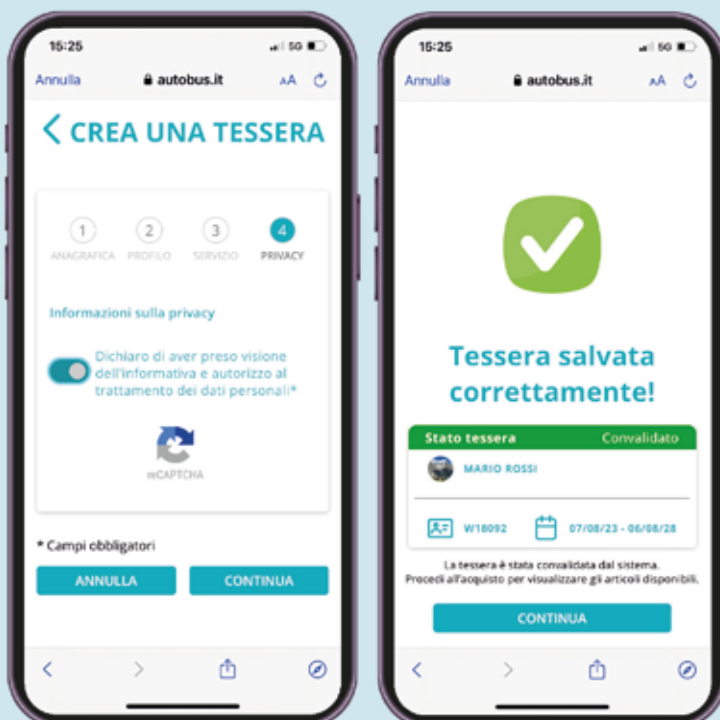 15:25
5G
Annulla
autobus.it
AA
CREA UNA TESSERA
1
2
3
4
ANAGRAFICA
PROFILO
SERVIZIO
PRIVACY
Informazioni sulla privacy
Dichiaro di aver preso visione
dell'informativa e autorizzo al
trattamento dei dati personali*
reCAPTCHA
* Campi obbligatori
ANNULLA
CONTINUA
15:25
5G
Annulla
autobus.it
AA
Tessera salvata
correttamente!
Stato tessera
Convalidato
MARIO ROSSI
W18092
07/08/23 - 06/08/28
La tessera è stata convalidata dal sistema.
Procedi all'acquisto per visualizzare gli articoli disponibili.
CONTINUA